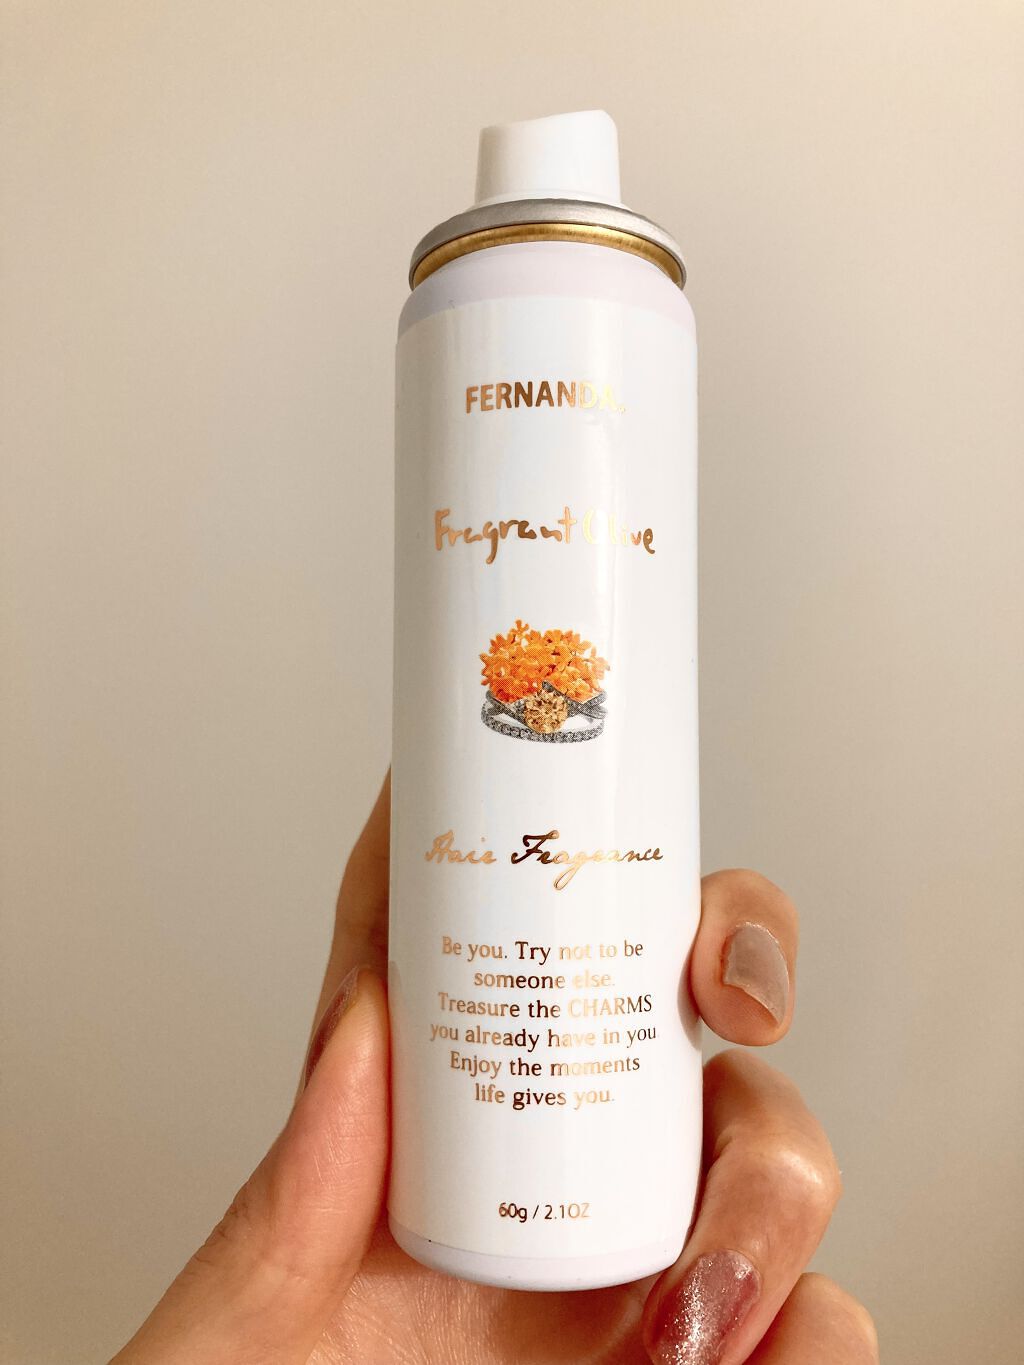 FERNANDA.
Fragrant Olive
Hair Fragrance
Be you. Try not to be
someone else.
Treasure the CHARMS
you already have in you.
Enjoy the moments
life gives you.
60g / 2.1OZ